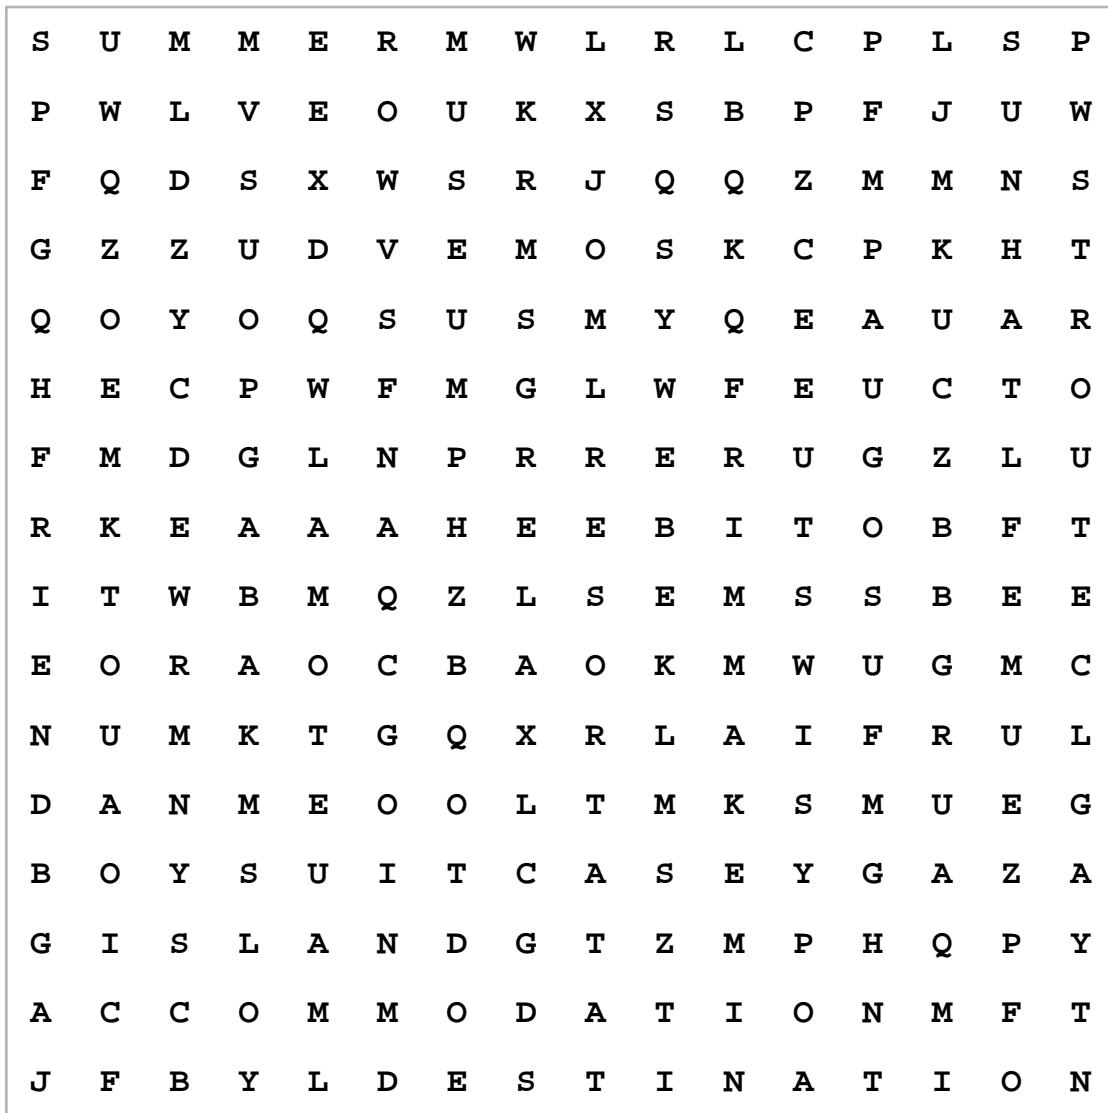 S U M M E R M W L R L C P L S P
P W L V E O U K X S B P F J U W
F Q D S X W S R J Q Q Z M M N S
G Z Z U D V E M O S K C P K H T
Q O Y O Q S U S M Y Q E A U A R
H E C P W F M G L W F E U C T O
F M D G L N P R R E R U G Z L U
R K E A A A H E E B I T O B F T
I T W B M Q Z L S E M S S B E E
E O R A O C B A O K M W U G M C
N U M K T G Q X R L A I F R U L
D A N M E O O L T M K S M U E G
B O Y S U I T C A S E Y G A Z A
G I S L A N D G T Z M P H Q P Y
A C C O M M O D A T I O N M F T
J F B Y L D E S T I N A T I O N